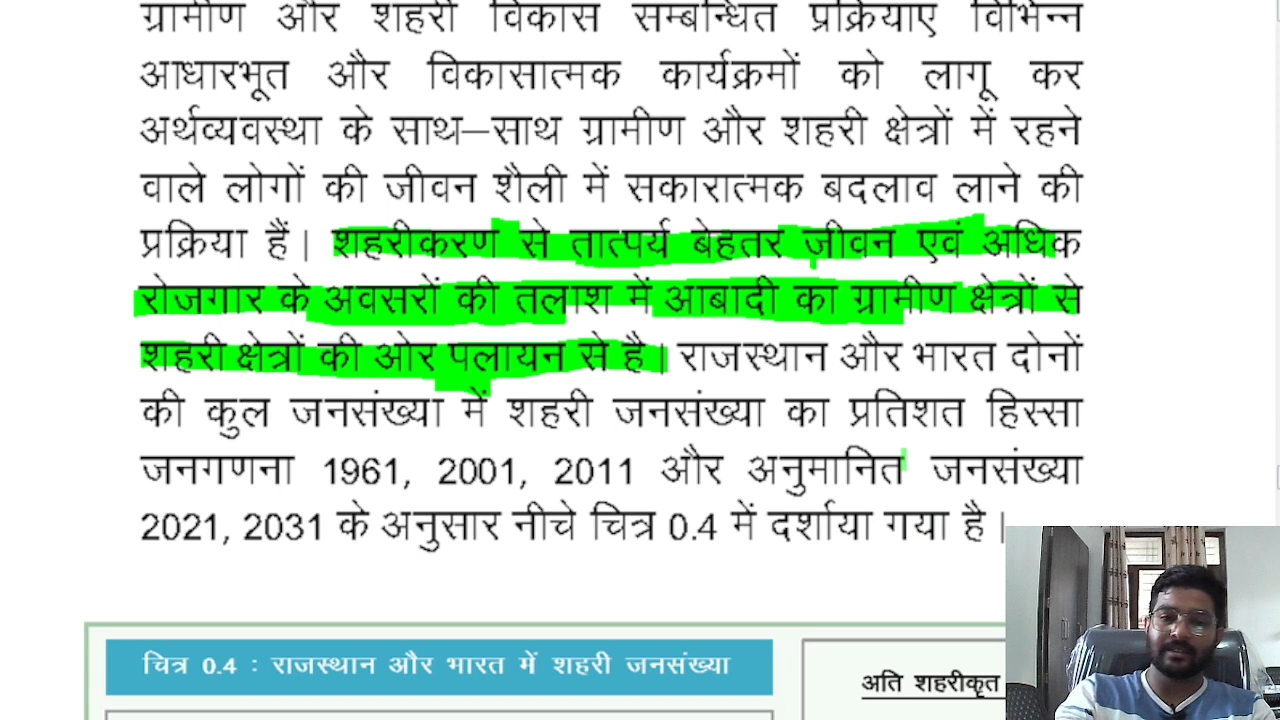 ग्रामीण और शहरी विकास सम्बन्धित प्रक्रियाए विभिन्न
आधारभूत और विकासात्मक कार्यक्रमों को लागू कर
अर्थव्यवस्था के साथ–साथ ग्रामीण और शहरी क्षेत्रों में रहने
वाले लोगों की जीवन शैली में सकारात्मक बदलाव लाने की
प्रक्रिया हैं। शहरीकरण से तात्पर्य बेहतर जीवन एवं अधिक
रोजगार के अवसरों की तलाश में आबादी का ग्रामीण क्षेत्रों से
शहरी क्षेत्रों की ओर पलायन से है। राजस्थान और भारत दोनों
की कुल जनसंख्या में शहरी जनसंख्या का प्रतिशत हिस्सा
जनगणना 1961, 2001, 2011 और अनुमानित जनसंख्या
2021, 2031 के अनुसार नीचे चित्र 0.4 में दर्शाया गया है।
चित्र 0.4 : राजस्थान और भारत में शहरी जनसंख्या
अति शहरीकृत